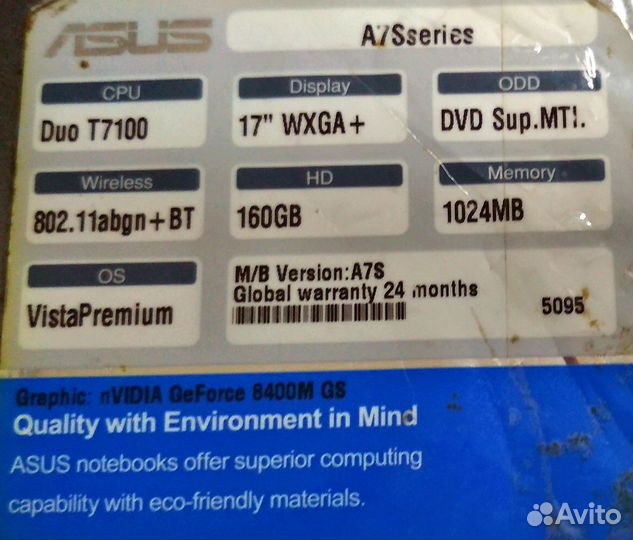 ASUS
A7Sseries
CPU
Duo T7100
Display
17" WXGA+
ODD
DVD Sup.MTI.
Wireless
802.11abgn+BT
HD
160GB
Memory
1024MB
OS
VistaPremium
M/B Version:A7S
Global warranty 24 months
5095
Graphic: nVIDIA GeForce 8400M GS
Quality with Environment in Mind
ASUS notebooks offer superior computing
capability with eco-friendly materials.
Avito